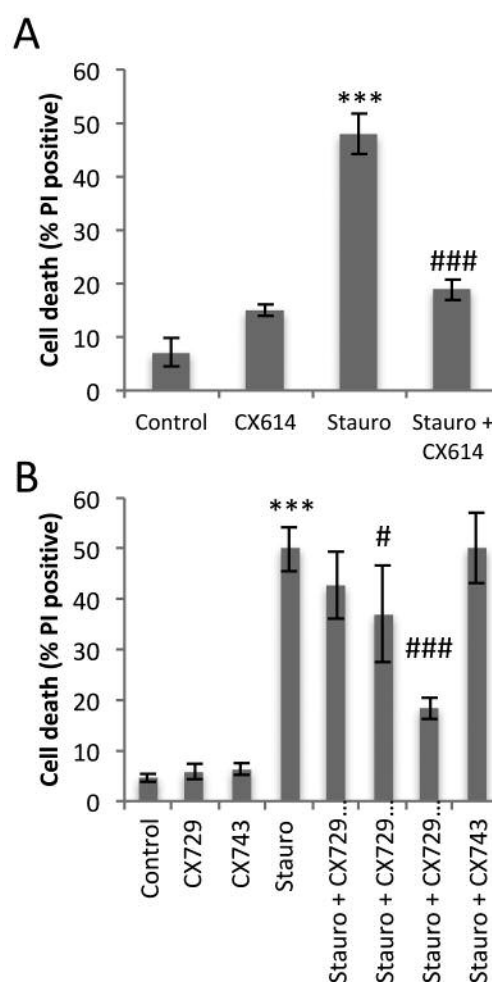 A
Cell death (% PI positive)
60
50
40
30
20
10
0
***
###
Control
CX614
Stauro
Stauro +
CX614
B
Cell death (% PI positive)
60
50
40
30
20
10
0
***
#
###
Control
CX729
CX743
Stauro
Stauro + CX729...
Stauro + CX729...
Stauro + CX729...
Stauro + CX743